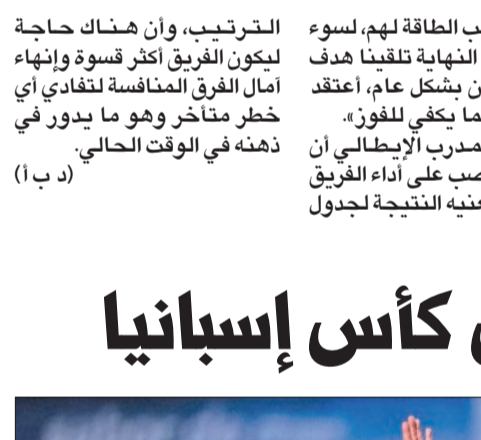 ب الطاقة لهم، لسوء
النهاية تلقينا هدف
ن بشكل عام، أعتقد
ما يكفي للفوز».
مدرب الإيطالي أن
صب على أداء الفريق
عنيه النتيجة لجدول
الترتيب، وأن هناك حاجة
ليكون الفريق أكثر قسوة وإنهاء
آمال الفرق المنافسة لتفادي أي
خطر متأخر وهو ما يدور في
ذهنه في الوقت الحالي.
(د ب أ)
كأس إسبانيا